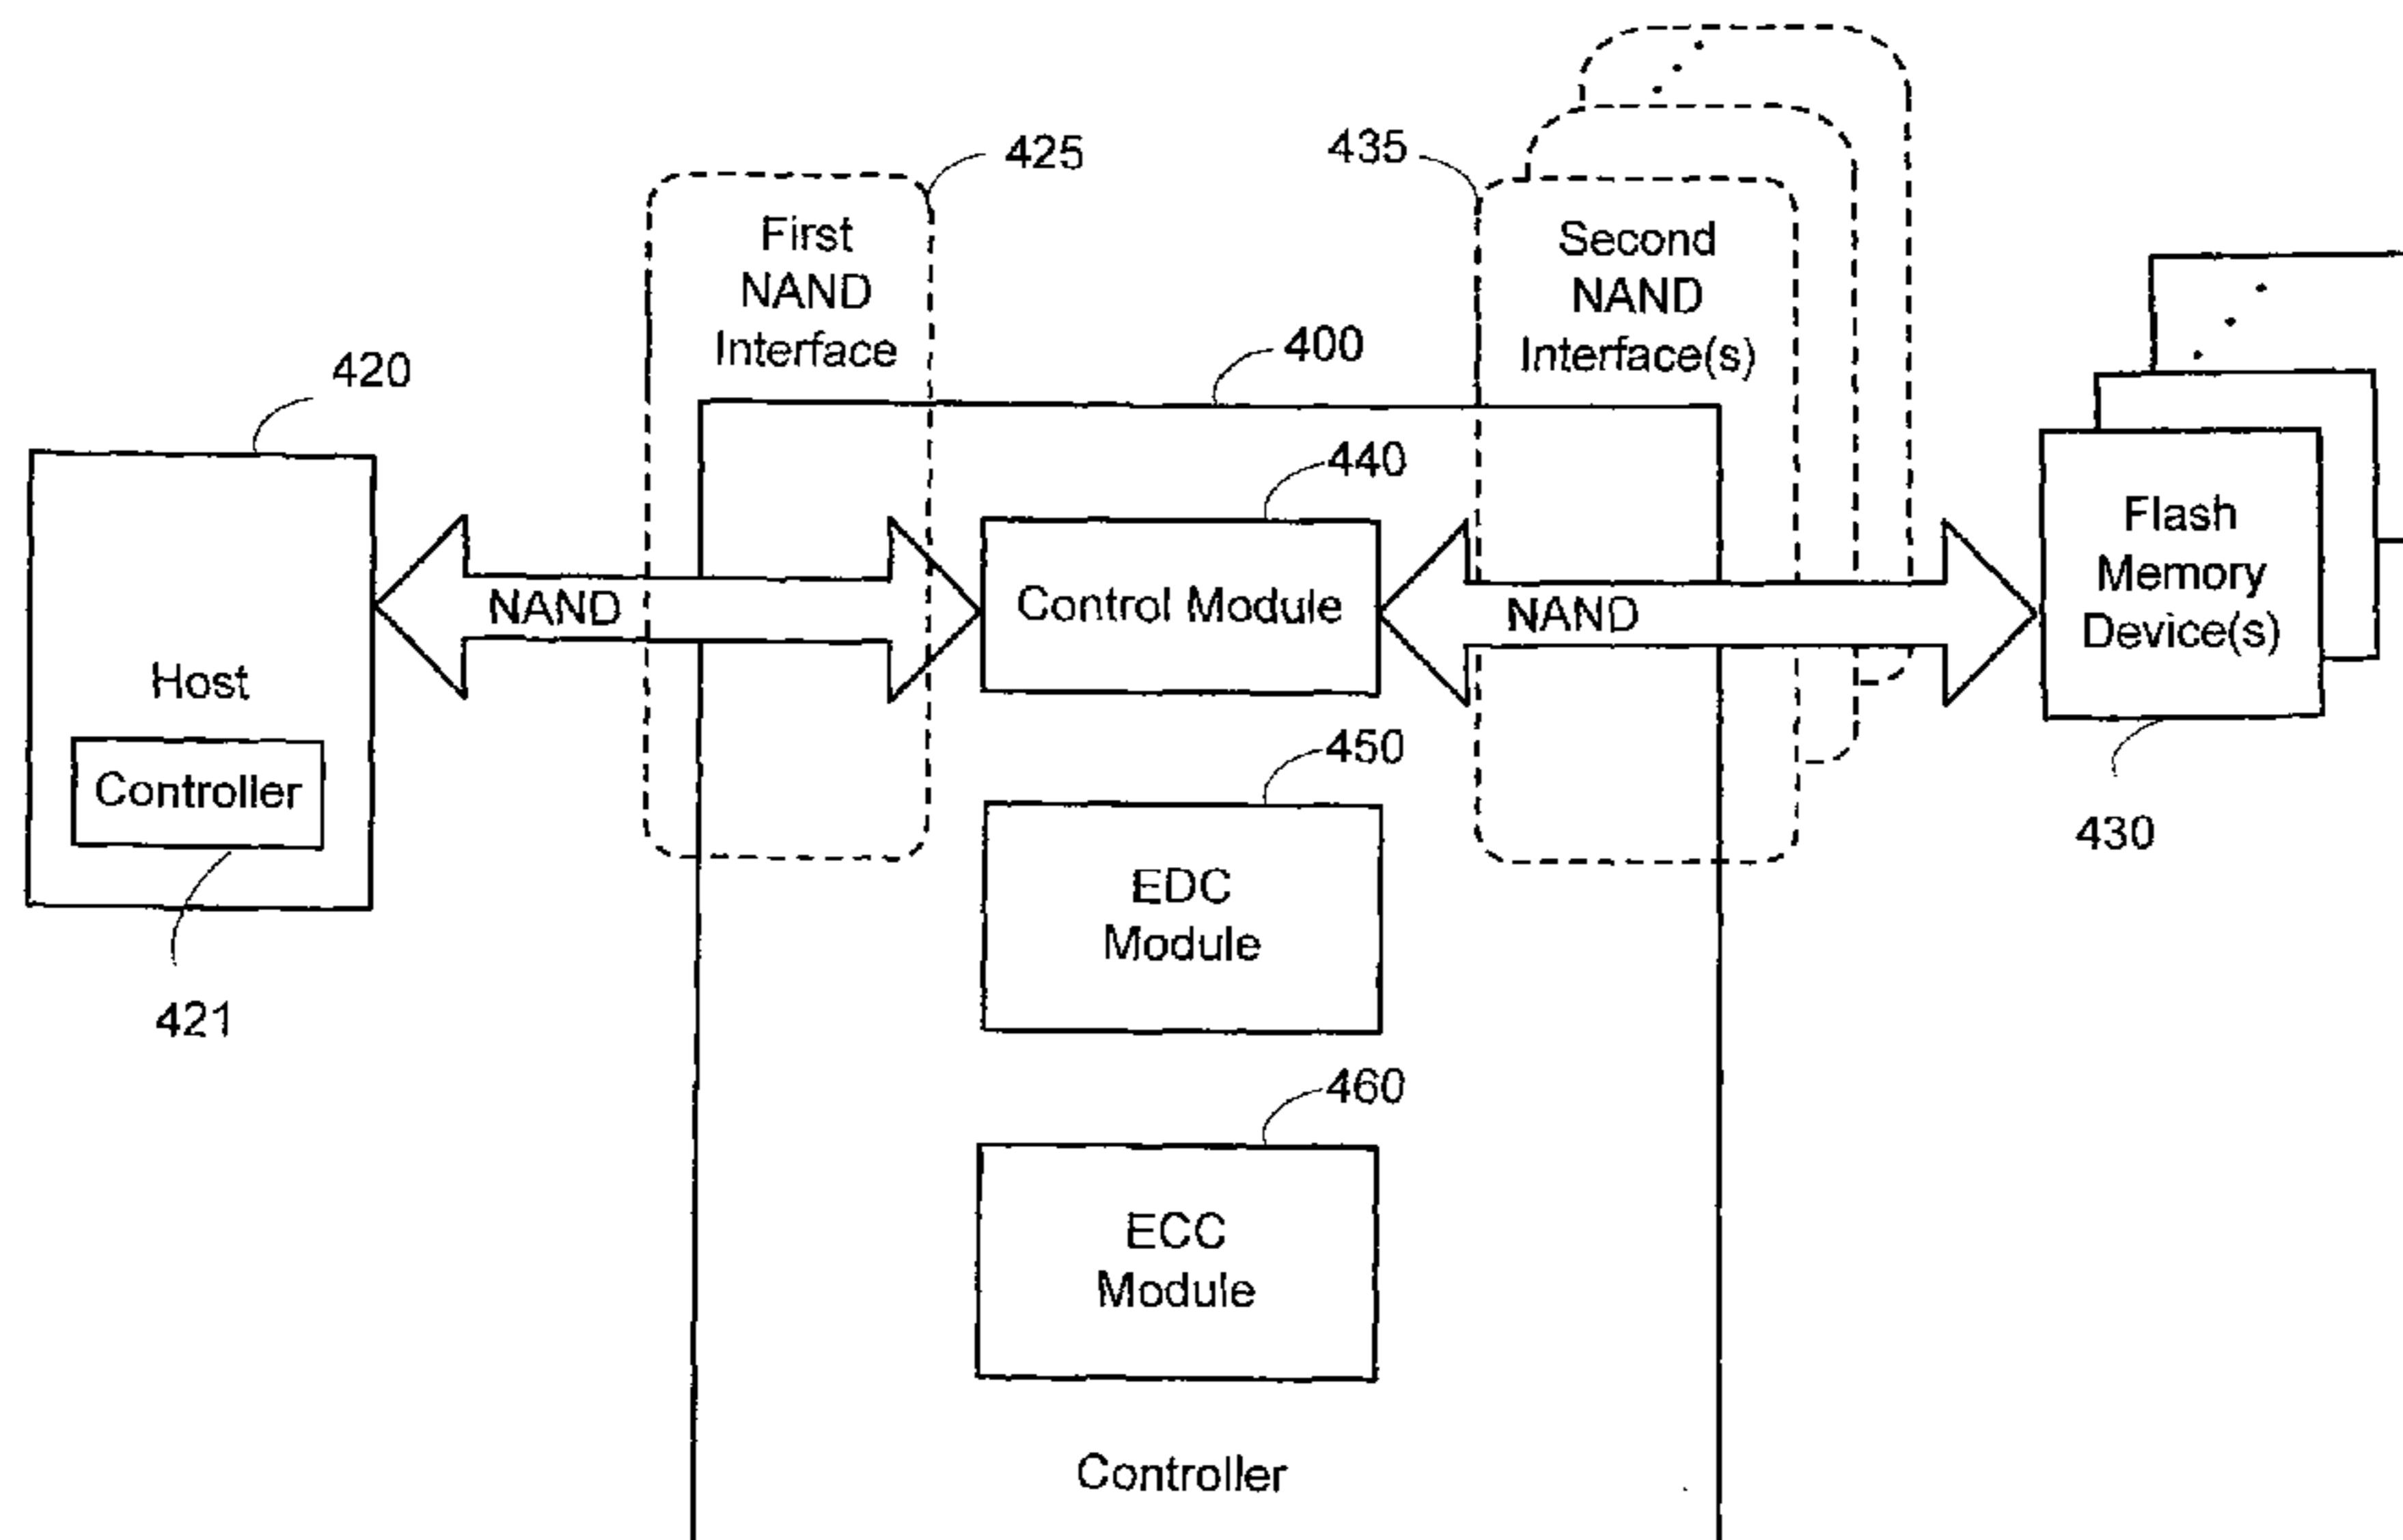 425
435
First
NAND
Interface
Second
NAND
Interface(s)
400
420
440
NAND
Control Module
NAND
Flash
Memory
Device(s)
Host
Controller
450
430
EDC
Module
421
460
ECC
Module
Controller